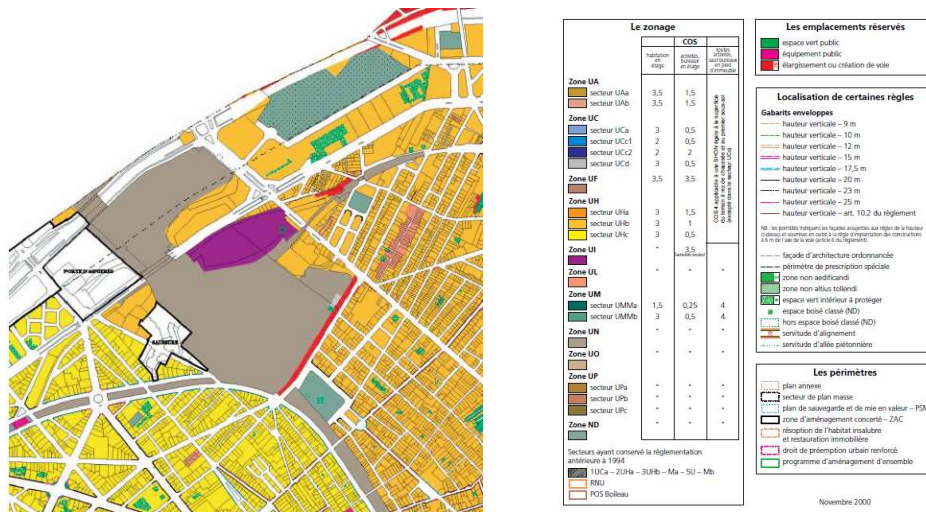 PORTE D'ASNIERES
SAUSSURE
Le zonage
COS
habitation en étage
activités, bureaux en étage
toutes activités, sauf bureaux en pied d'immeuble
Zone UA
secteur UAa 3,5 1,5
secteur UAb 3,5 1,5
Zone UC
secteur UCa 3 0,5
secteur UCc1 2 0,5
secteur UCc2 2 2
secteur UCd 3 0,5
Zone UF 3,5 3,5
Zone UH
secteur UHa 3 1,5
secteur UHb 3 1
secteur UHc 3 0,5
Zone UI * 3,5
Zone UL - - -
Zone UM
secteur UMMa 1,5 0,25 4
secteur UMMb 3 0,5 4
Zone UN - - -
Zone UO - - -
Zone UP
secteur UPa - - -
secteur UPb - - -
secteur UPc - - -
Zone ND - - -
Secteurs ayant conservé la réglementation
antérieure à 1994
1UCa – 2UHa – 3UHb – Ma – 5U – Mb
RNU
POS Boileau
Les emplacements réservés
espace vert public
équipement public
élargissement ou création de voie
Localisation de certaines règles
Gabarits enveloppes
hauteur verticale – 9 m
hauteur verticale – 10 m
hauteur verticale – 12 m
hauteur verticale – 15 m
hauteur verticale – 17,5 m
hauteur verticale – 20 m
hauteur verticale – 23 m
hauteur verticale – 25 m
hauteur verticale – art. 10.2 du règlement
façade d'architecture ordonnancée
périmètre de prescription spéciale
zone non aedificandi
zone non altius tollendi
espace vert intérieur à protéger
espace boisé classé (ND)
hors espace boisé classé (ND)
servitude d'alignement
servitude d'allée piétonnière
Les périmètres
plan annexe
secteur de plan masse
plan de sauvegarde et de mie en valeur – PSM
zone d'aménagement concerté – ZAC
résoption de l'habitat insalubre
et restauration immobilière
droit de préemption urbain renforcé
programme d'aménagement d'ensemble
Novembre 2000